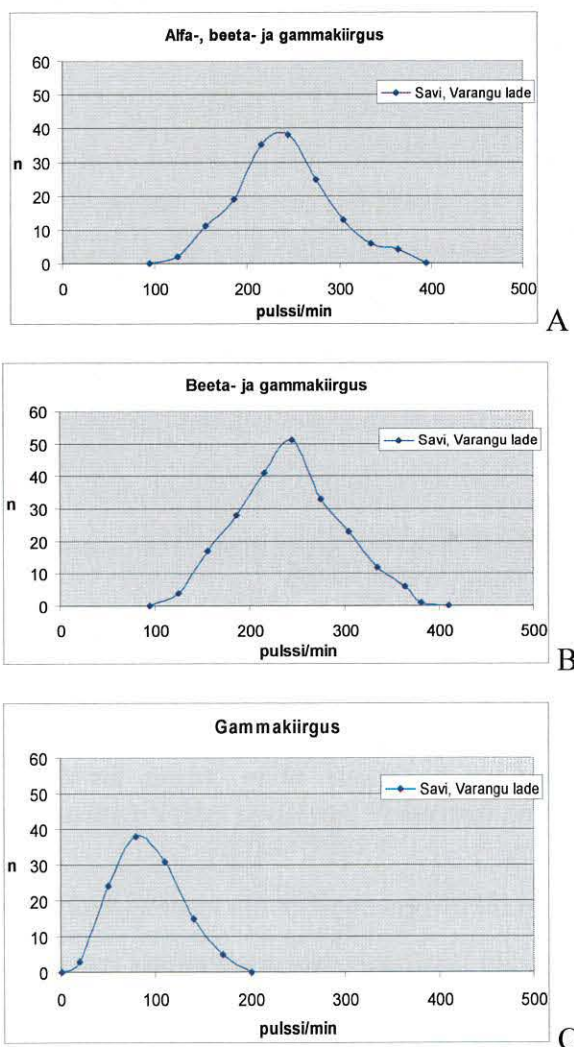 Alfa-, beeta- ja gammakiirgus
60
50
40
30
20
10
0
n
Savi, Varangu lade
0 100 200 300 400 500
pulssi/min
A
Beeta- ja gammakiirgus
60
50
40
30
20
10
0
n
Savi, Varangu lade
0 100 200 300 400 500
pulssi/min
B
Gammakiirgus
60
50
40
30
20
10
0
n
Savi, Varangu lade
0 100 200 300 400 500
pulssi/min
C